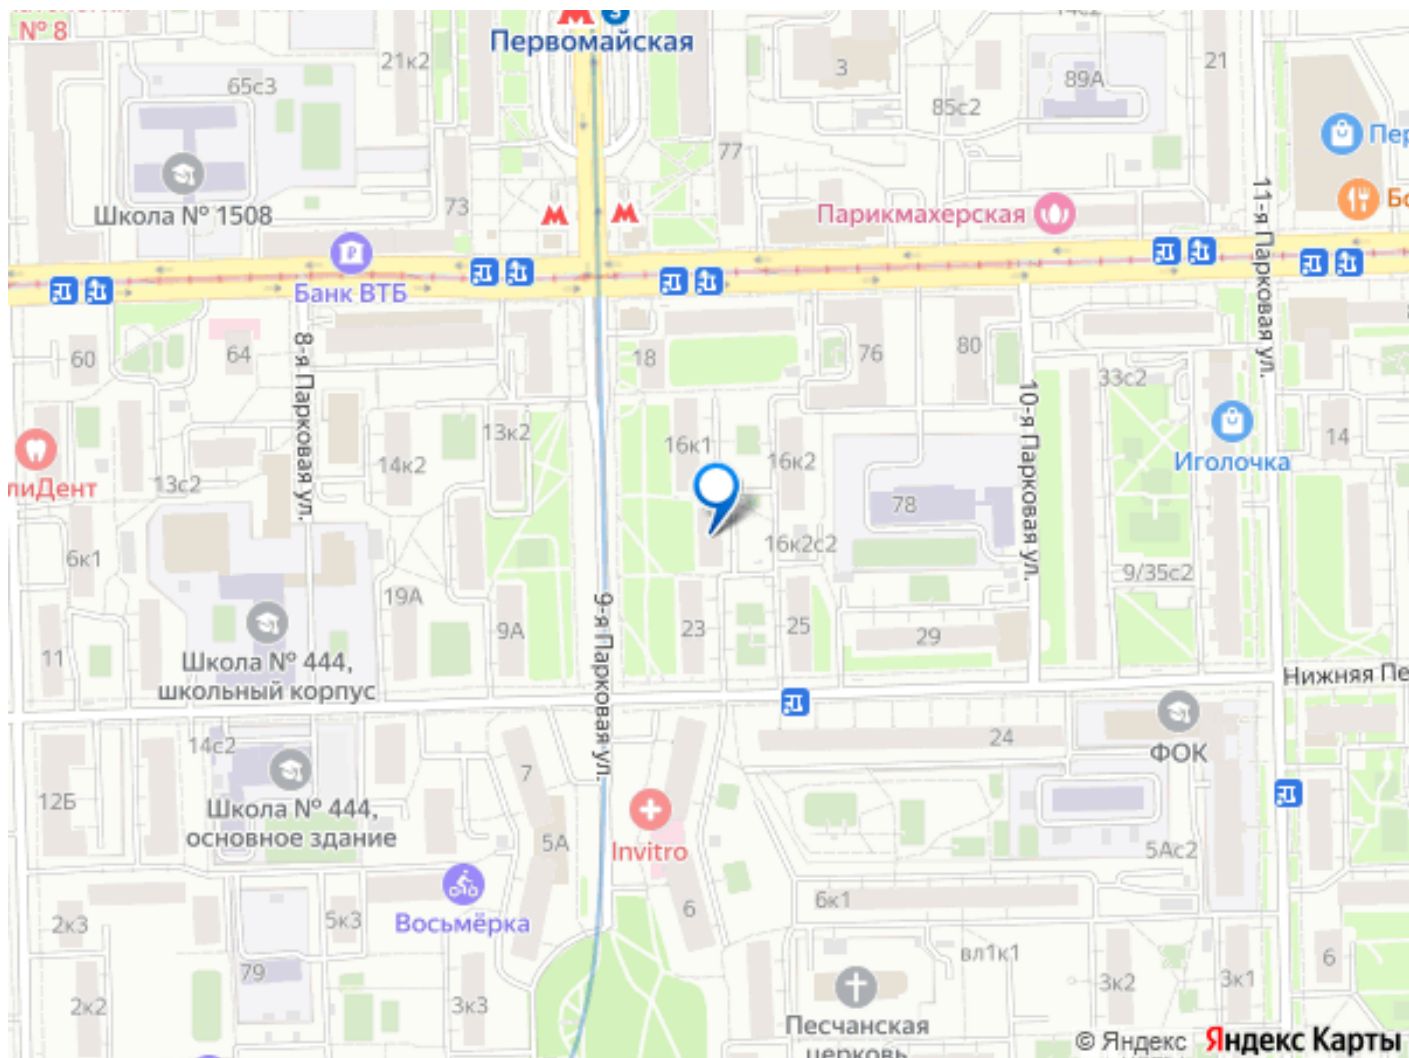 № 8
Первомайская
21к2
65с3
3
14с2
89А
21
85с2
77
Пер
Школа № 1508
73
Парикмахерская
11-я Парковая ул.
Бо
Банк ВТБ
60
64
8-я Парковая ул.
18
76
80
33с2
10-я Парковая ул.
13к2
16к1
14
14к2
16к2
Иголочка
лиДент
13с2
78
6к1
16к2с2
9/35с2
19А
9-я Парковая ул.
9А
23
25
29
11
Школа № 444,
школьный корпус
Нижняя Пе
14с2
24
ФОК
7
12Б
Школа № 444,
основное здание
5А
Invitro
5Ас2
6к1
6
2к3
5к3
Восьмёрка
вл1к1
6
79
3к2
3к1
2к2
3к3
Песчанская
церковь
© Яндекс Яндекс Карты